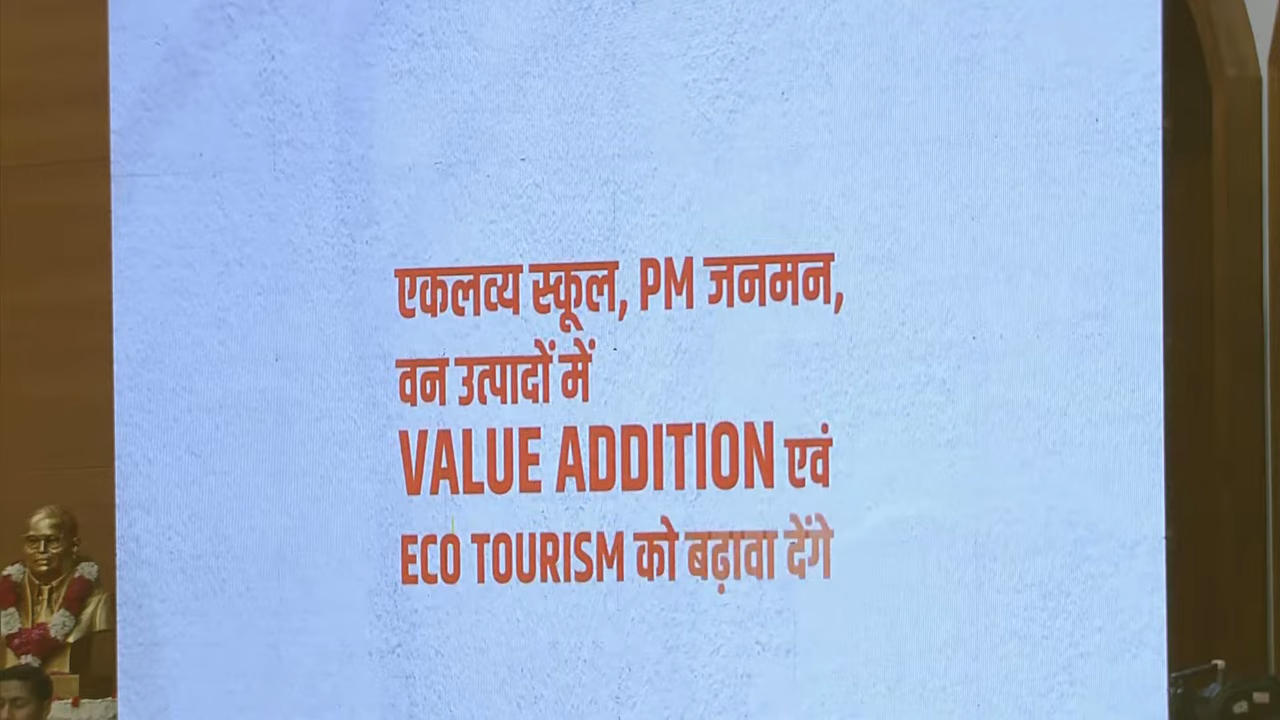 एकलव्य स्कूल, PM जनमन,
वन उत्पादों में
VALUE ADDITION एवं
ECO TOURISM को बढ़ावा देंगे